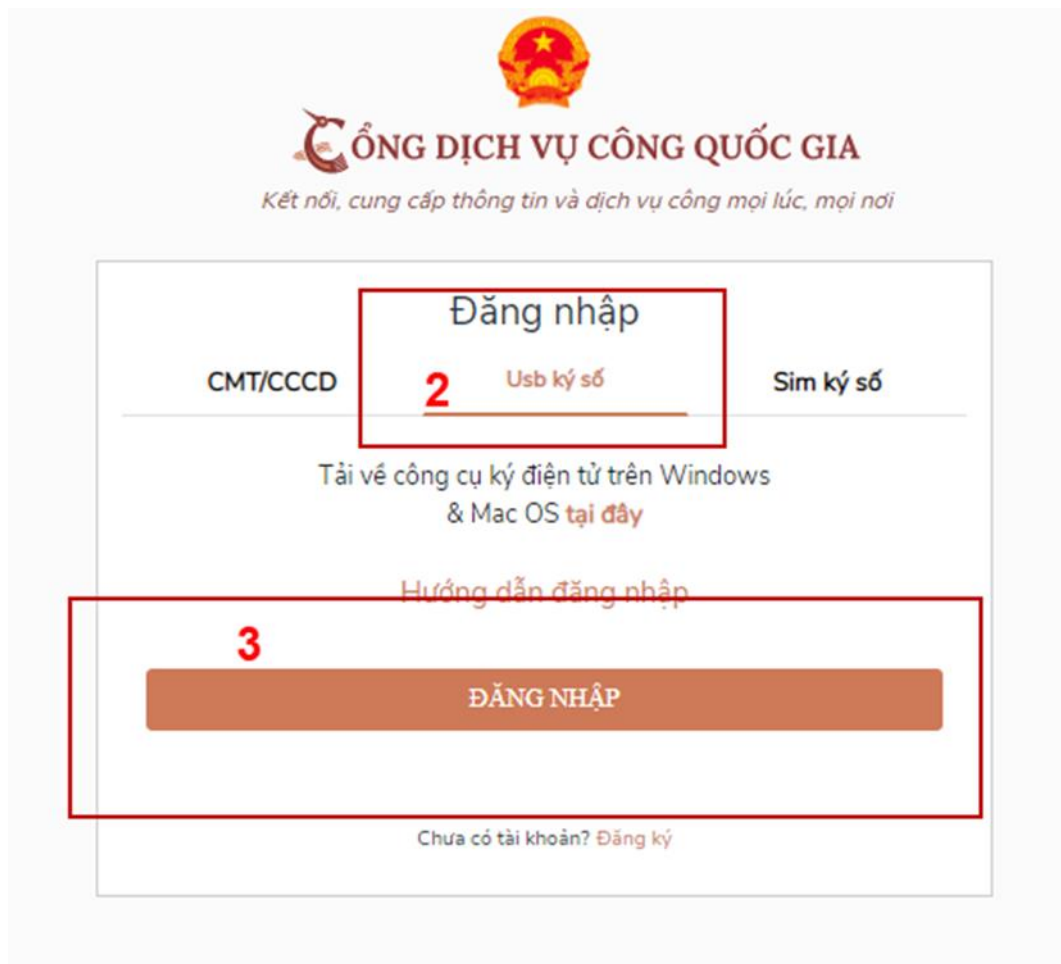 CỔNG DỊCH VỤ CÔNG QUỐC GIA
Kết nối, cung cấp thông tin và dịch vụ công mọi lúc, mọi nơi
Đăng nhập
CMT/CCCD 2 Usb ký số Sim ký số
Tải về công cụ ký điện tử trên Windows
& Mac OS tại đây
Hướng dẫn đăng nhập
3
ĐĂNG NHẬP
Chưa có tài khoản? Đăng ký